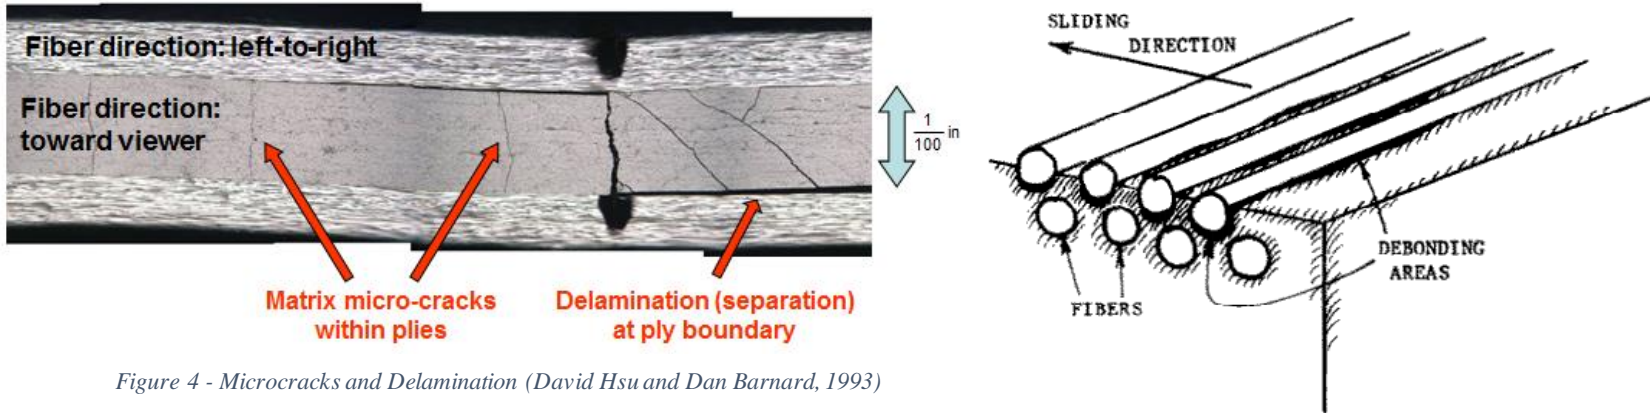 Fiber direction: left-to-right
Fiber direction:
toward viewer
1
100 in
Matrix micro-cracks
within plies
Delamination (separation)
at ply boundary
Figure 4 - Microcracks and Delamination (David Hsu and Dan Barnard, 1993)
SLIDING
DIRECTION
DEBONDING
AREAS
FIBERS